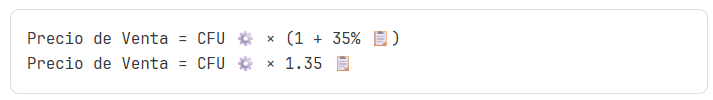 Precio de Venta = CFU ⚙️ × (1 + 35% 📋)
Precio de Venta = CFU ⚙️ × 1.35 📋